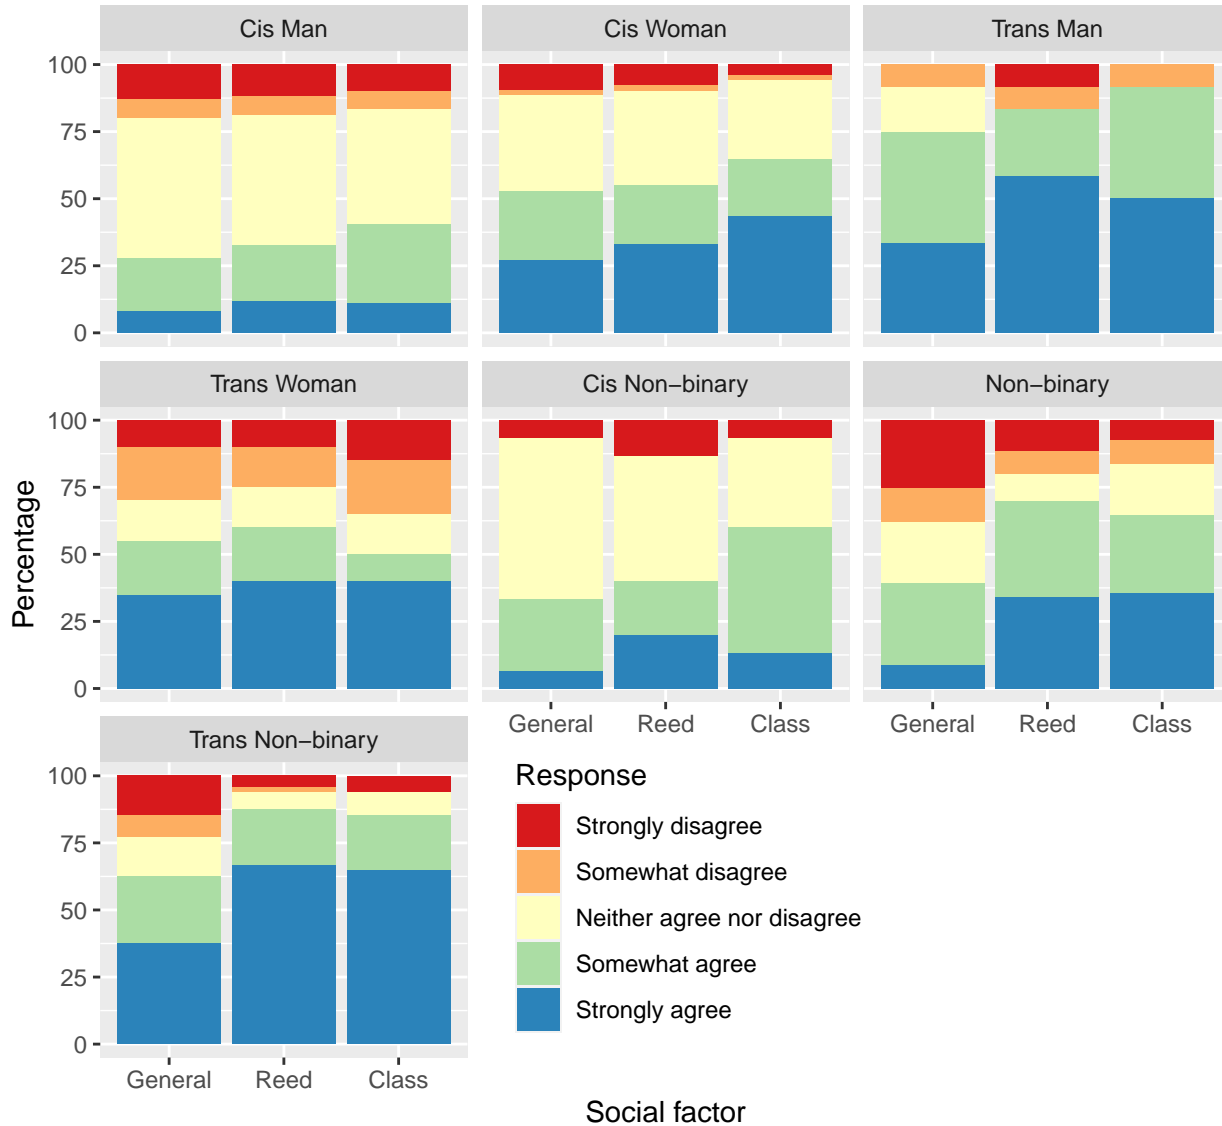 Cis Man
Cis Woman
Trans Man
100
75
50
25
0
Trans Woman
Cis Non−binary
Non−binary
100
75
50
25
0
Percentage
General Reed Class
General Reed Class
Trans Non−binary
100
75
50
25
0
General Reed Class
Response
Strongly disagree
Somewhat disagree
Neither agree nor disagree
Somewhat agree
Strongly agree
Social factor